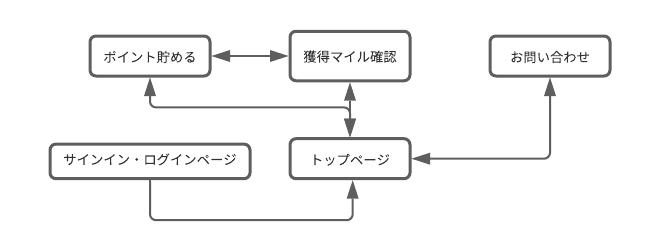 ポイント貯める
獲得マイル確認
お問い合わせ
サインイン・ログインページ
トップページ